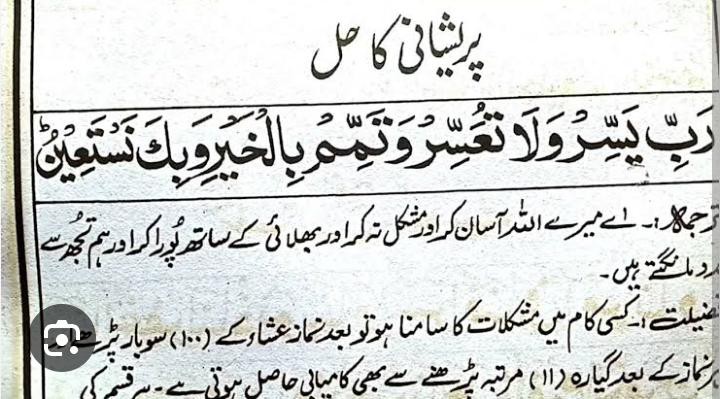 پریشانی کا حل
رَبِّ يَسِّرْ وَلَا تُعَسِّرْ وَتَمِّمْ بِالْخَيْرِ وَبِكَ نَسْتَعِيْنُ ط
ترجمہ:۔ اے میرے اللہ آسان کر اور مشکل نہ کر اور بھلائی کے ساتھ پُورا کر اور ہم تجھ سے
مدد مانگتے ہیں۔
فضیلت:۔ کسی کام میں مشکلات کا سامنا ہو تو بعد نماز عشاء کے (۱۰۰) سو بار پڑھے
ہر نماز کے بعد گیارہ (۱۱) مرتبہ پڑھنے سے بھی کامیابی حاصل ہوتی ہے۔ ہر قسم کی